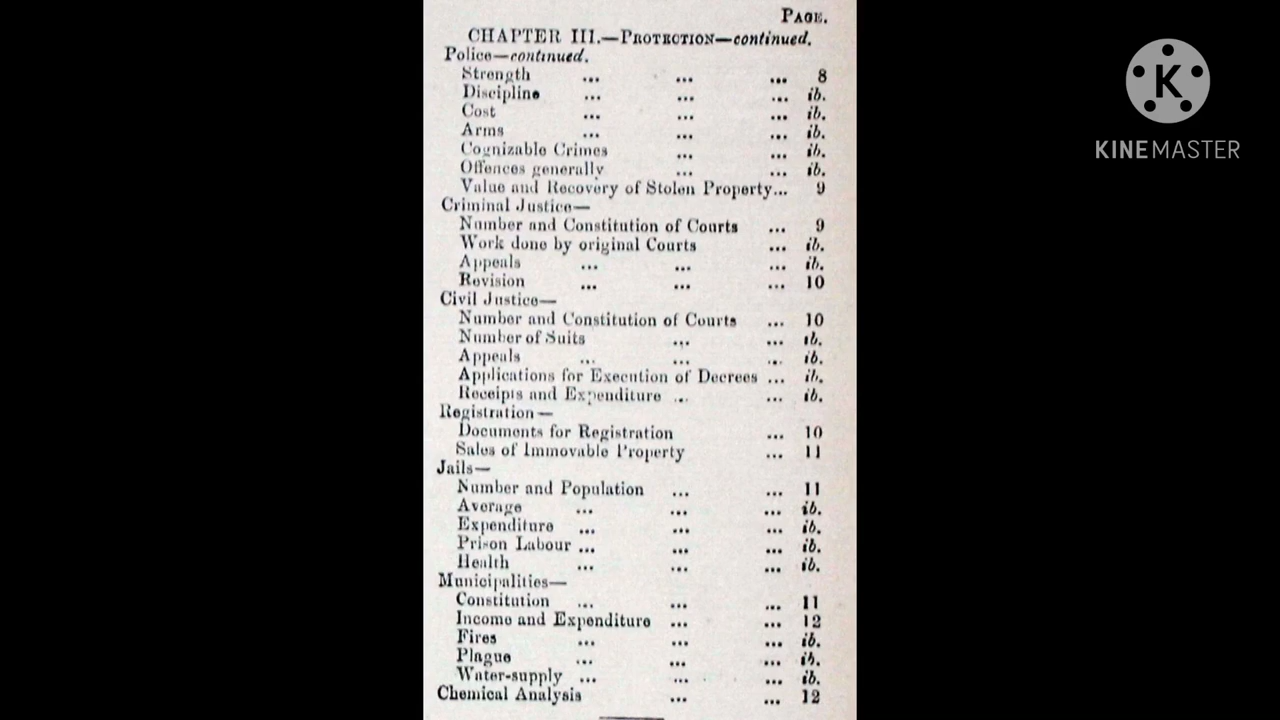 PAGE.
CHAPTER III.—PROTECTION—continued.
Police—continued.
Strength ... ... ... 8
Discipline ... ... ... ib.
Cost ... ... ... ib.
Arms ... ... ... ib.
Cognizable Crimes ... ... ib.
Offences generally ... ... ib.
Value and Recovery of Stolen Property... 9
Criminal Justice—
Number and Constitution of Courts ... 9
Work done by original Courts ... ib.
Appeals ... ... ... ib.
Revision ... ... ... 10
Civil Justice—
Number and Constitution of Courts ... 10
Number of Suits ... ... ib.
Appeals ... ... ... ib.
Applications for Execution of Decrees ... ib.
Receipts and Expenditure ... ... ib.
Registration—
Documents for Registration ... 10
Sales of Immovable Property ... 11
Jails—
Number and Population ... ... 11
Average ... ... ... ib.
Expenditure ... ... ... ib.
Prison Labour ... ... ... ib.
Health ... ... ... ib.
Municipalities—
Constitution ... ... ... 11
Income and Expenditure ... ... 12
Fires ... ... ... ib.
Plague ... ... ... ib.
Water-supply ... ... ... ib.
Chemical Analysis ... ... 12
K
KINEMASTER